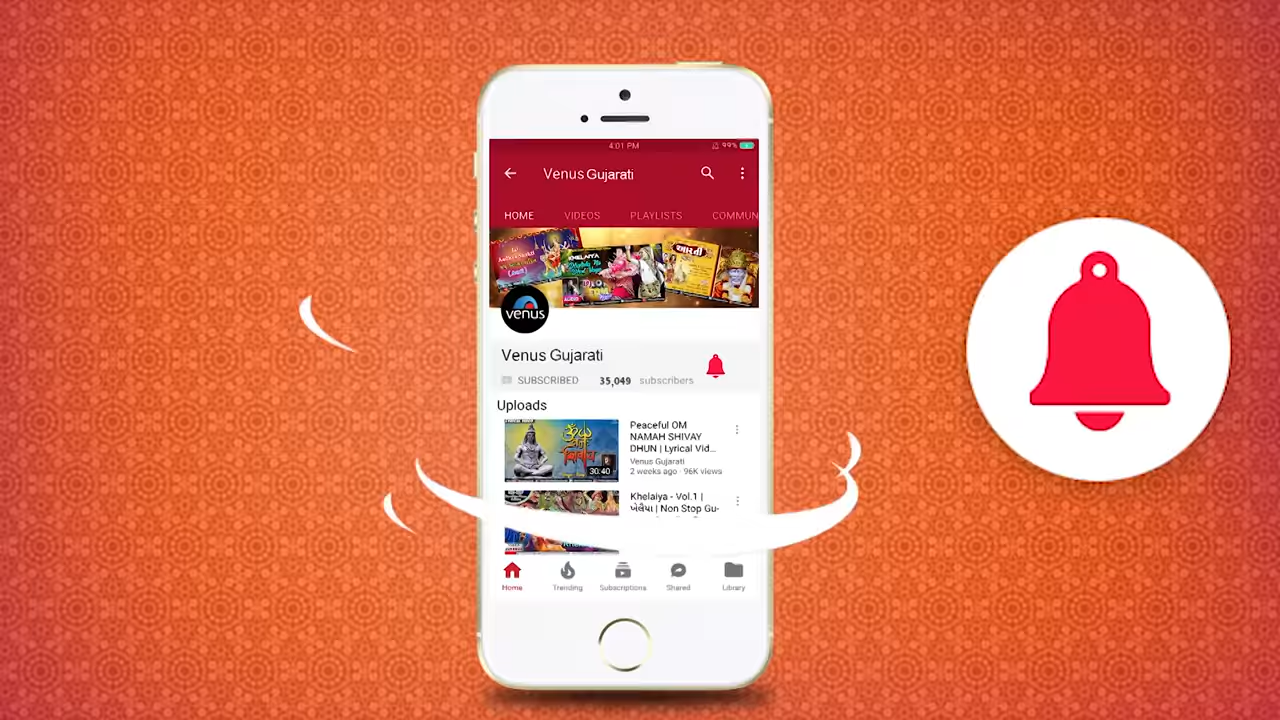 4:01 PM
99%
Venus Gujarati
HOME VIDEOS PLAYLISTS COMMUN
KHELAIYA
આરતી
venus
Venus Gujarati
SUBSCRIBED 35,049 subscribers
Uploads
ૐ
30:40
Peaceful OM
NAMAH SHIVAY
DHUN | Lyrical Vid...
Venus Gujarati
2 weeks ago · 96K views
Khelaiya - Vol.1 |
ખેલૈયા | Non Stop Gu-
Home Trending Subscriptions Shared Library